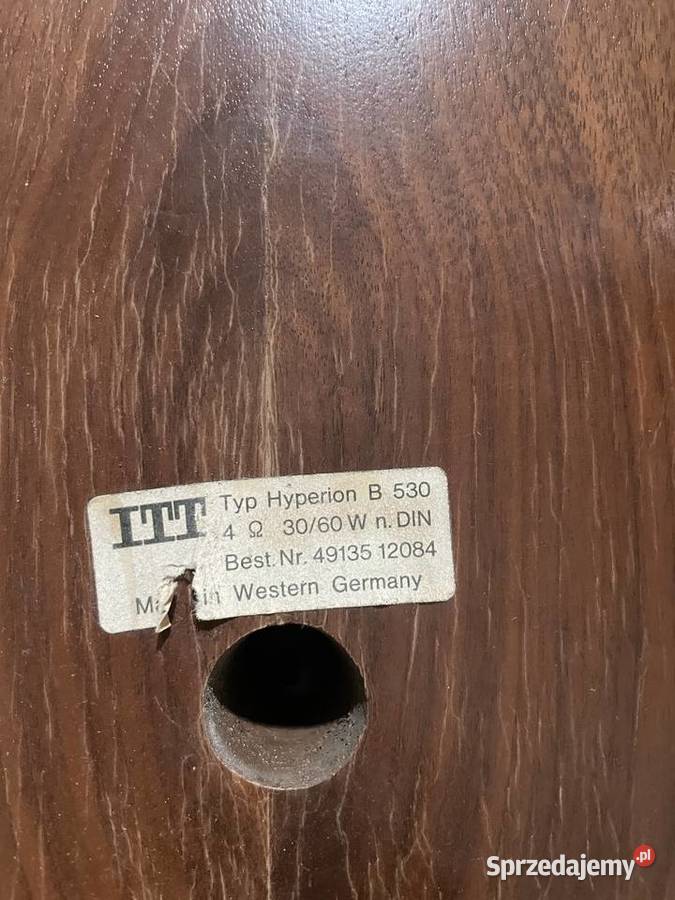 ITT Typ Hyperion B 530
4 Ω 30/60 W n. DIN
Best. Nr. 49135 12084
in Western Germany
Sprzedajemy.pl